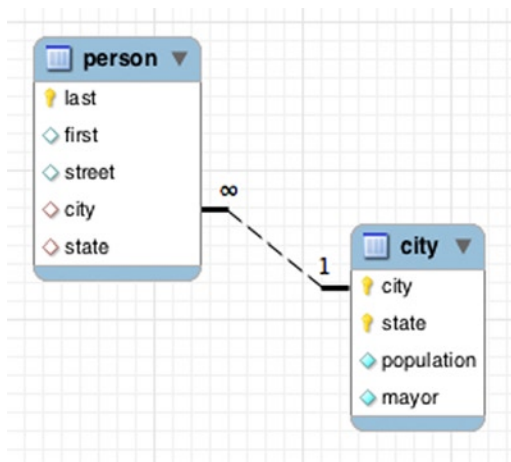 person
last
first
street
city
state
∞
1
city
city
state
population
mayor